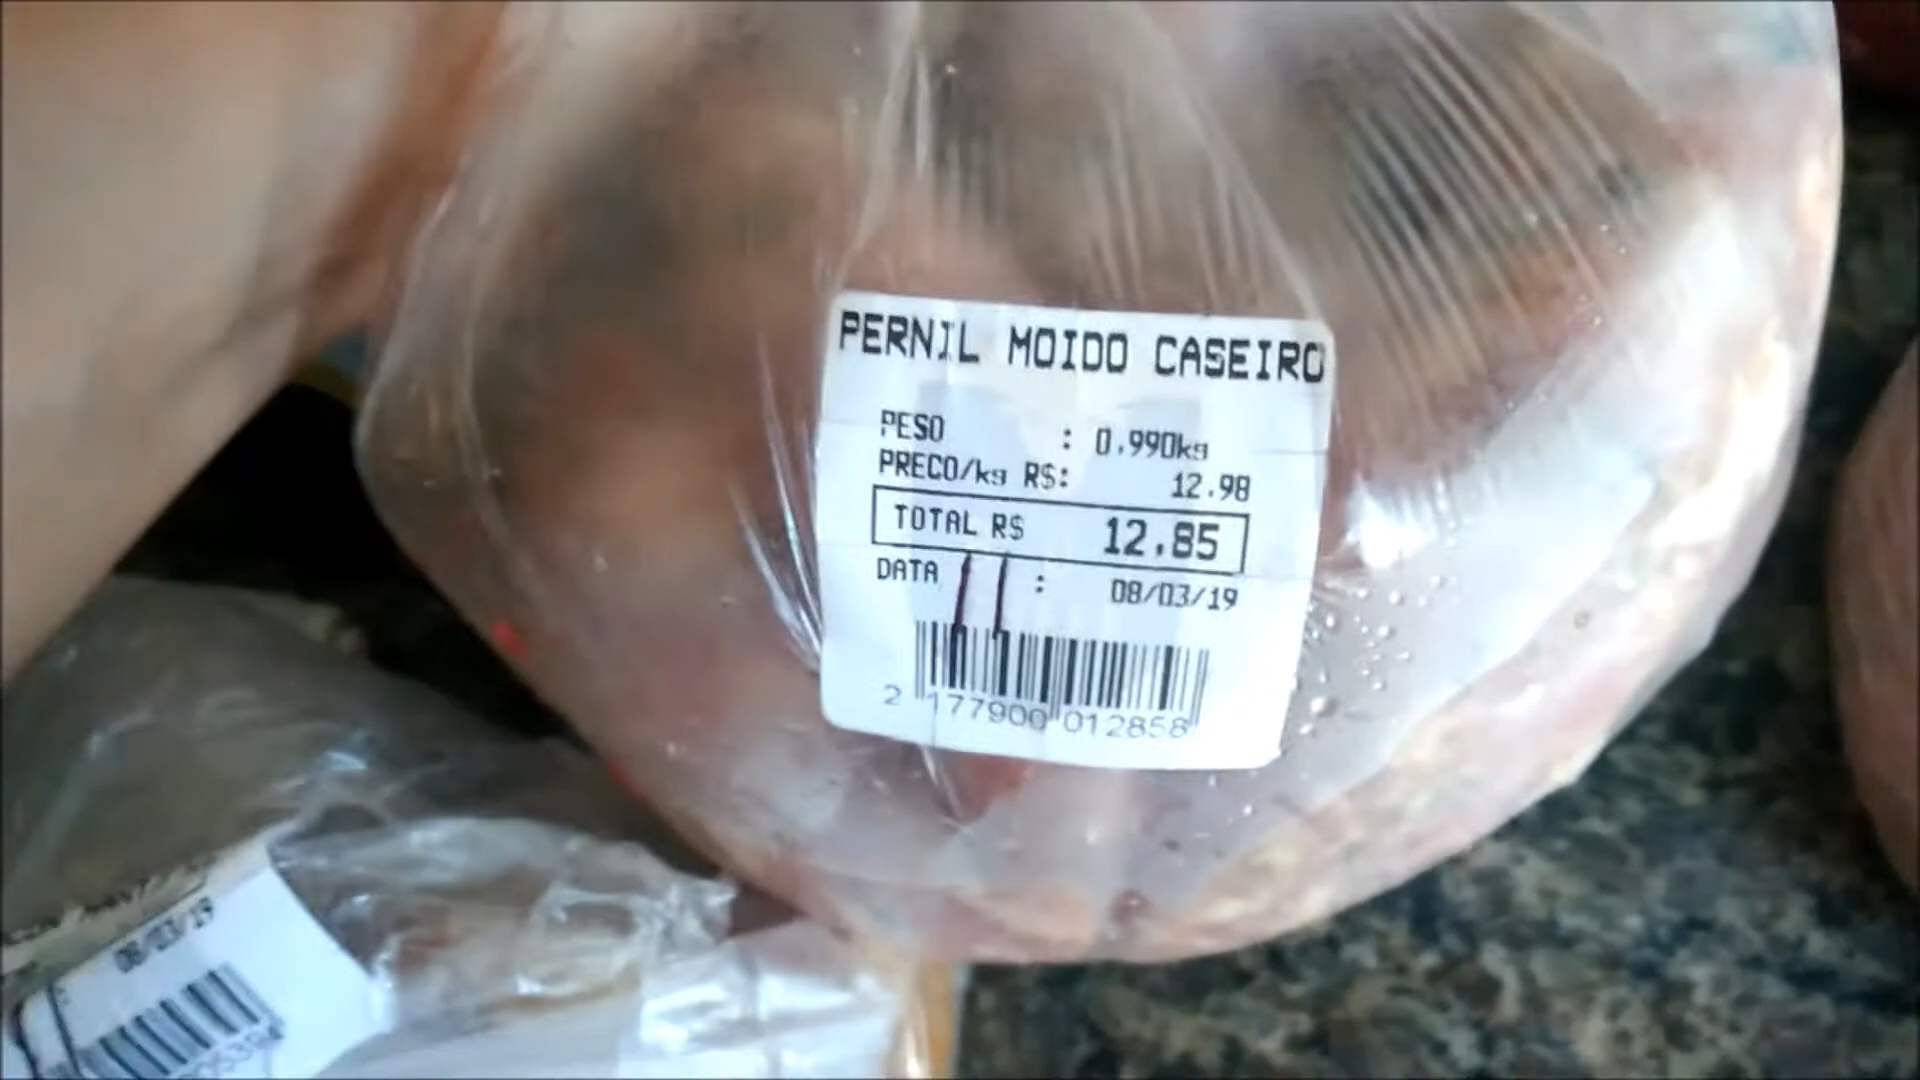 PERNIL MOIDO CASEIRO
PESO : 0,990kg
PRECO/kg R$: 12.98
TOTAL R$ 12,85
DATA : 08/03/19
2 177900 012858
08/03/19